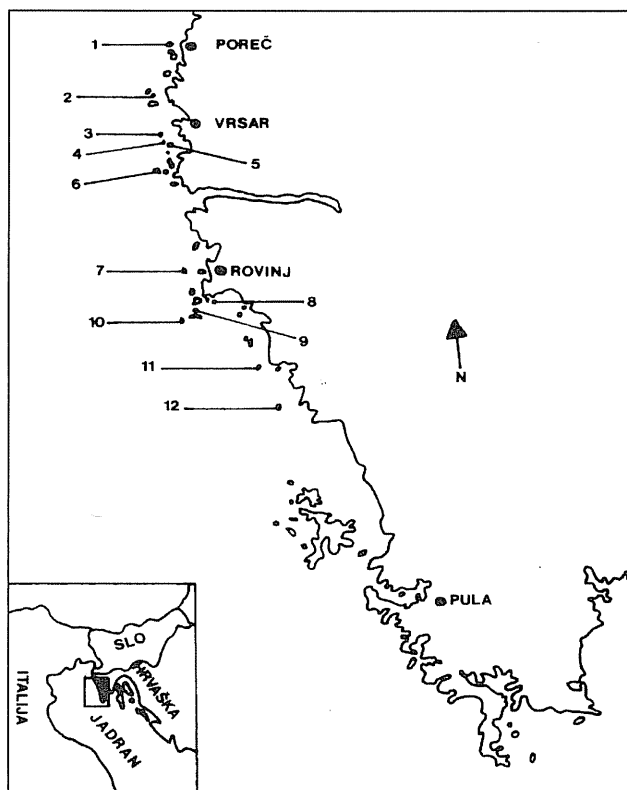 1
POREČ
2
VRSAR
3
4
5
6
7
ROVINJ
8
10
9
11
N
12
PULA
SLO
HRVAŠKA
ITALIJA
JADRAN